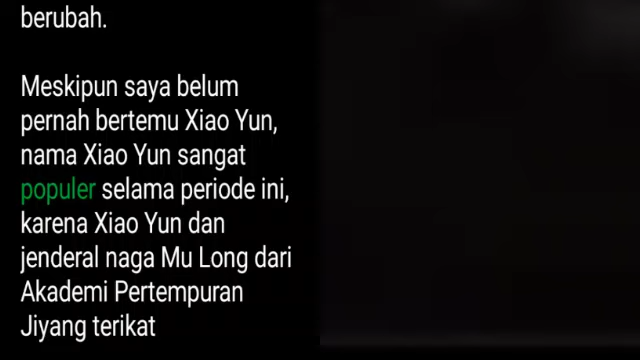 berubah.
Meskipun saya belum
pernah bertemu Xiao Yun,
nama Xiao Yun sangat
populer selama periode ini,
karena Xiao Yun dan
jenderal naga Mu Long dari
Akademi Pertempuran
Jiyang terikat